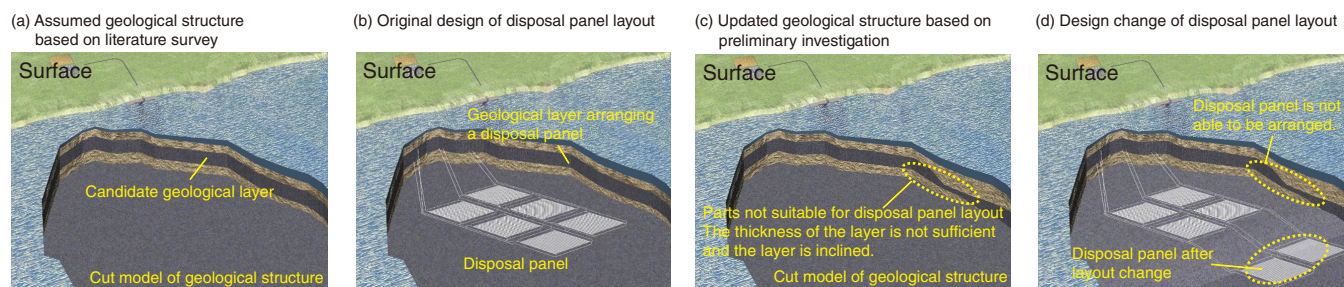 (a) Assumed geological structure
based on literature survey
Surface
Candidate geological layer
Cut model of geological structure
(b) Original design of disposal panel layout
Surface
Geological layer arranging
a disposal panel
Disposal panel
(c) Updated geological structure based on
preliminary investigation
Surface
Parts not suitable for disposal panel layout
The thickness of the layer is not sufficient
and the layer is inclined.
Cut model of geological structure
(d) Design change of disposal panel layout
Surface
Disposal panel is not
able to be arranged.
Disposal panel after
layout change